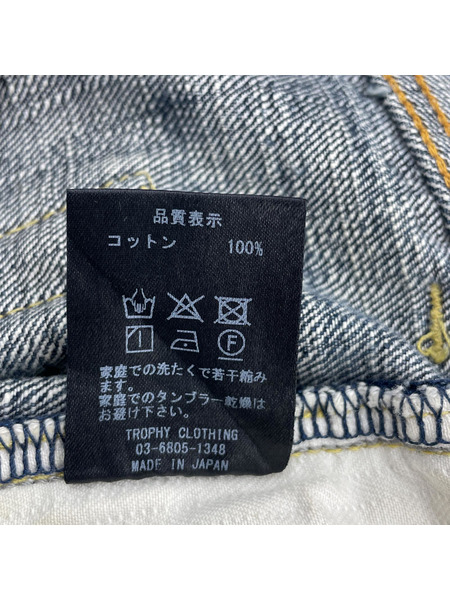 品質表示
コットン 100%
家庭での洗たくで若干縮み
ます。
家庭でのタンブラー乾燥は
お避け下さい。
TROPHY CLOTHING
03-6805-1348
MADE IN JAPAN